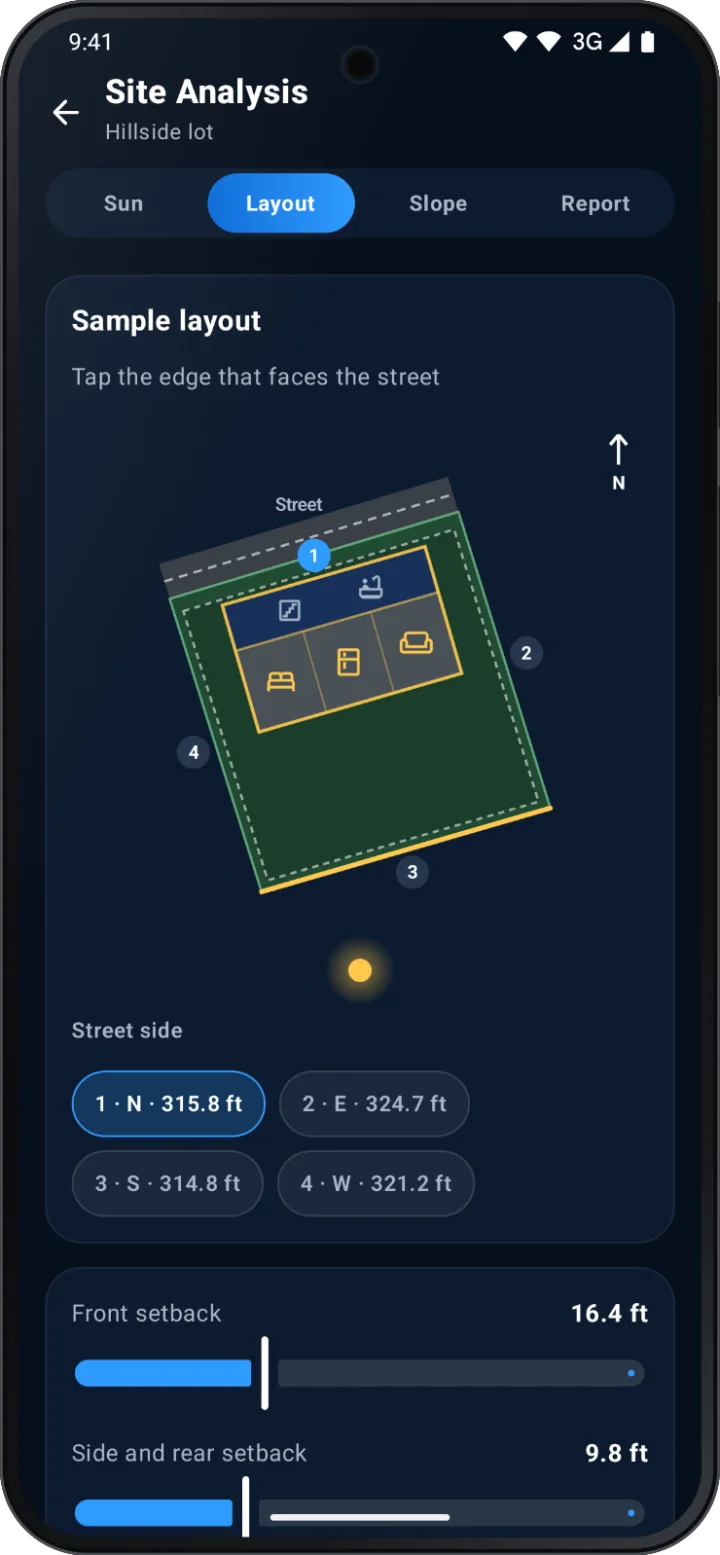 9:41
3G
Site Analysis
Hillside lot
Sun
Layout
Slope
Report
Sample layout
Tap the edge that faces the street
N
Street
1
2
4
3
Street side
1 · N · 315.8 ft
2 · E · 324.7 ft
3 · S · 314.8 ft
4 · W · 321.2 ft
Front setback
16.4 ft
Side and rear setback
9.8 ft